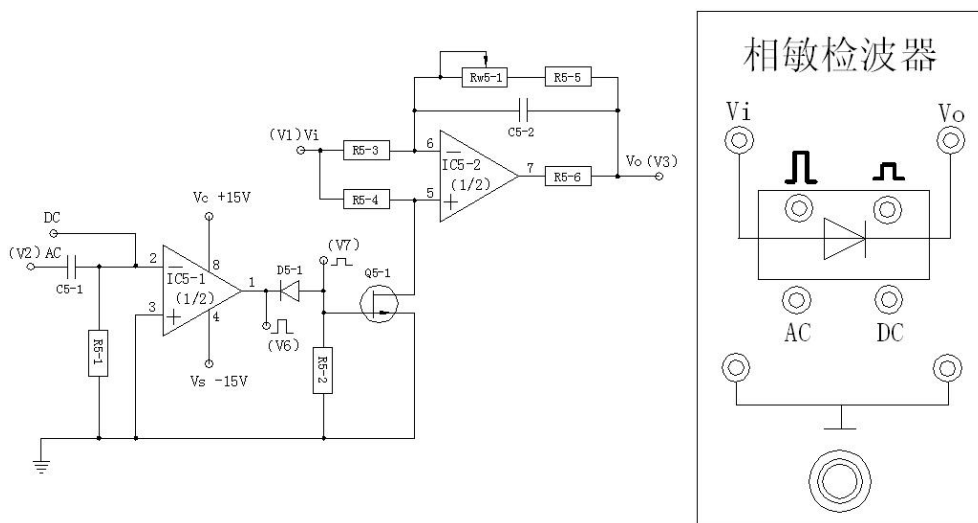 Rw5-1
R5-5
C5-2
(V1)Vi
R5-3
6
IC5-2
(1/2)
7
R5-6
Vo(V3)
R5-4
5
Vc +15V
DC
(V2)AC
C5-1
2
8
IC5-1
(1/2)
1
3
4
D5-1
(V7)
Q5-1
(V6)
R5-1
R5-2
Vs -15V
相敏检波器
Vi
Vo
AC
DC